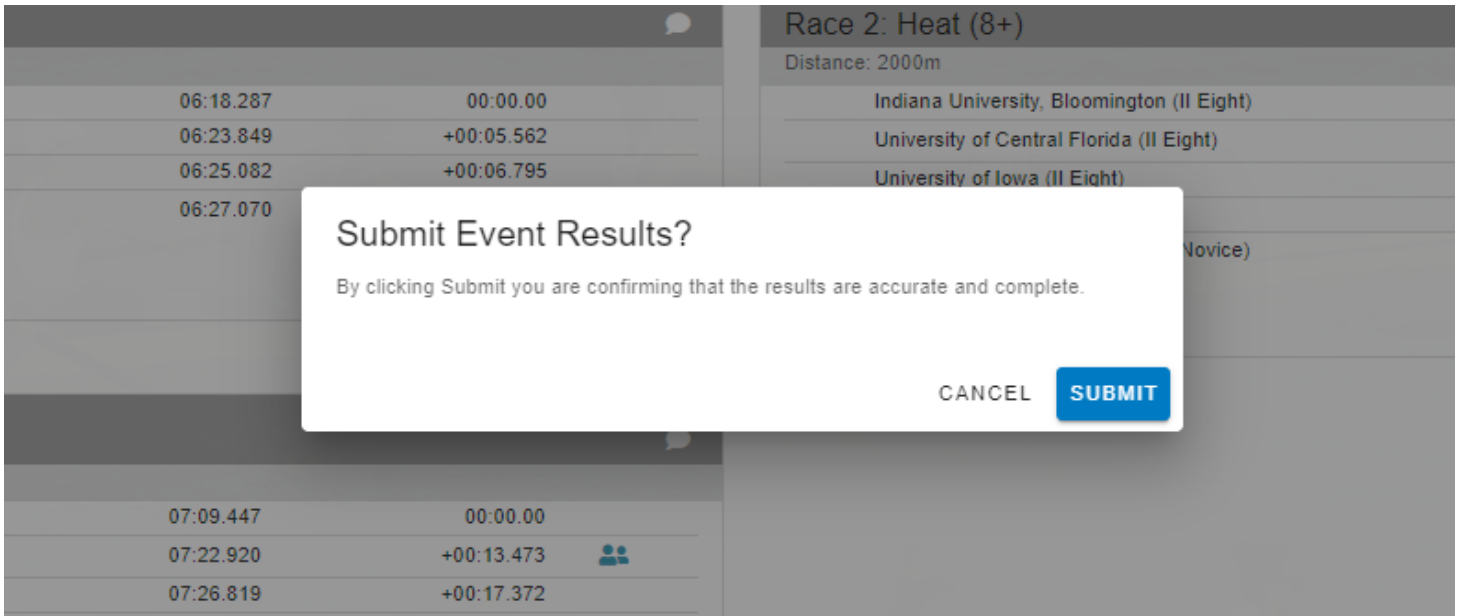 Race 2: Heat (8+)
Distance: 2000m
06:18.287 00:00.00
06:23.849 +00:05.562
06:25.082 +00:06.795
06:27.070
Indiana University, Bloomington (II Eight)
University of Central Florida (II Eight)
University of Iowa (II Eight)
Novice)
Submit Event Results?
By clicking Submit you are confirming that the results are accurate and complete.
CANCEL SUBMIT
07:09.447 00:00.00
07:22.920 +00:13.473
07:26.819 +00:17.372